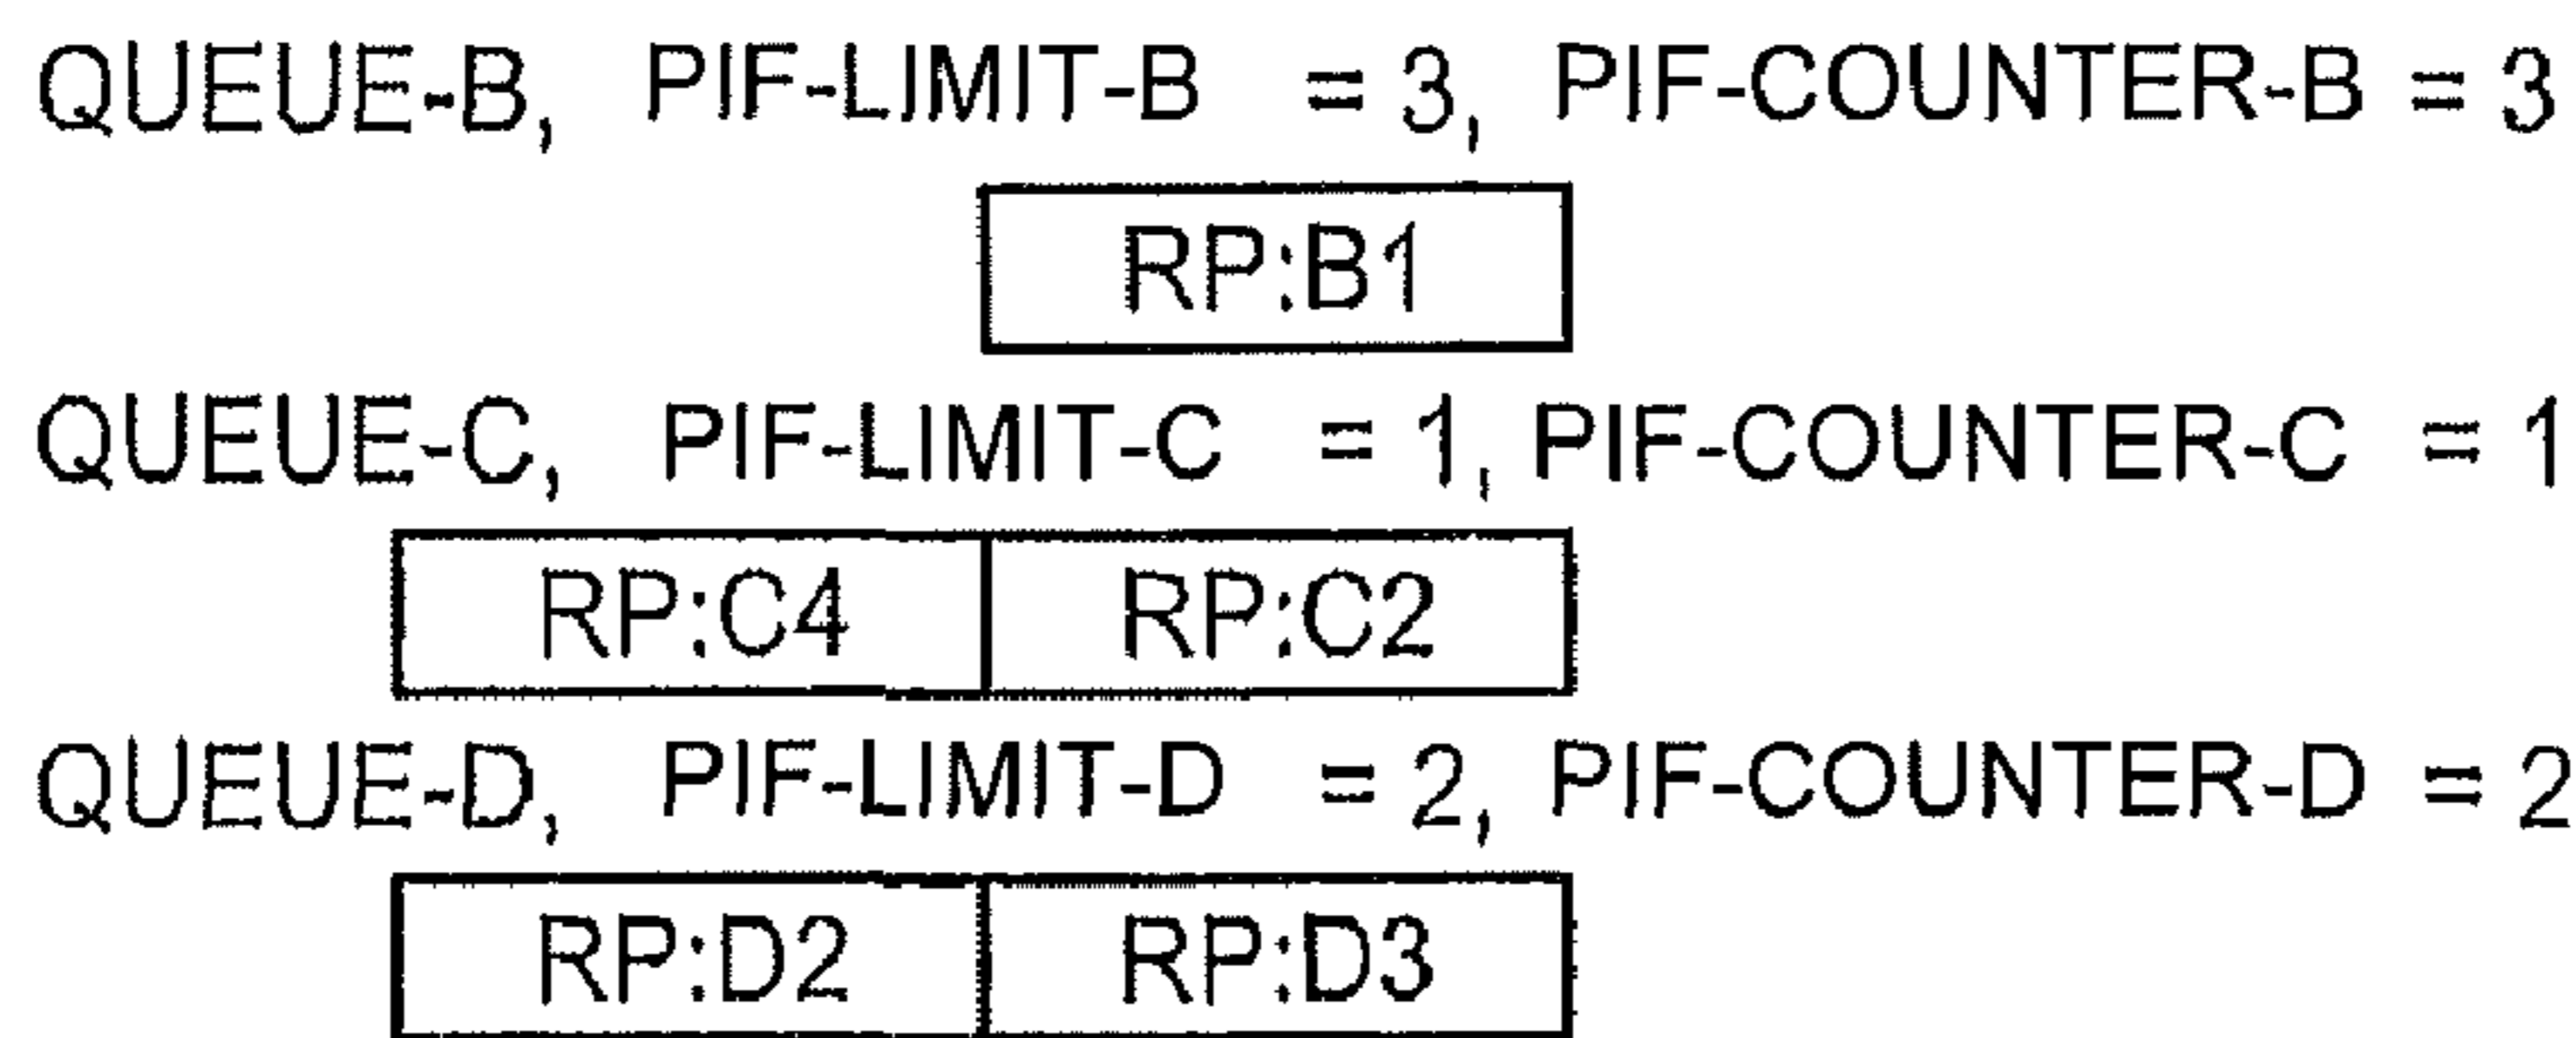 QUEUE-B, PIF-LIMIT-B = 3, PIF-COUNTER-B = 3
RP:B1
QUEUE-C, PIF-LIMIT-C = 1, PIF-COUNTER-C = 1
RP:C4 RP:C2
QUEUE-D, PIF-LIMIT-D = 2, PIF-COUNTER-D = 2
RP:D2 RP:D3